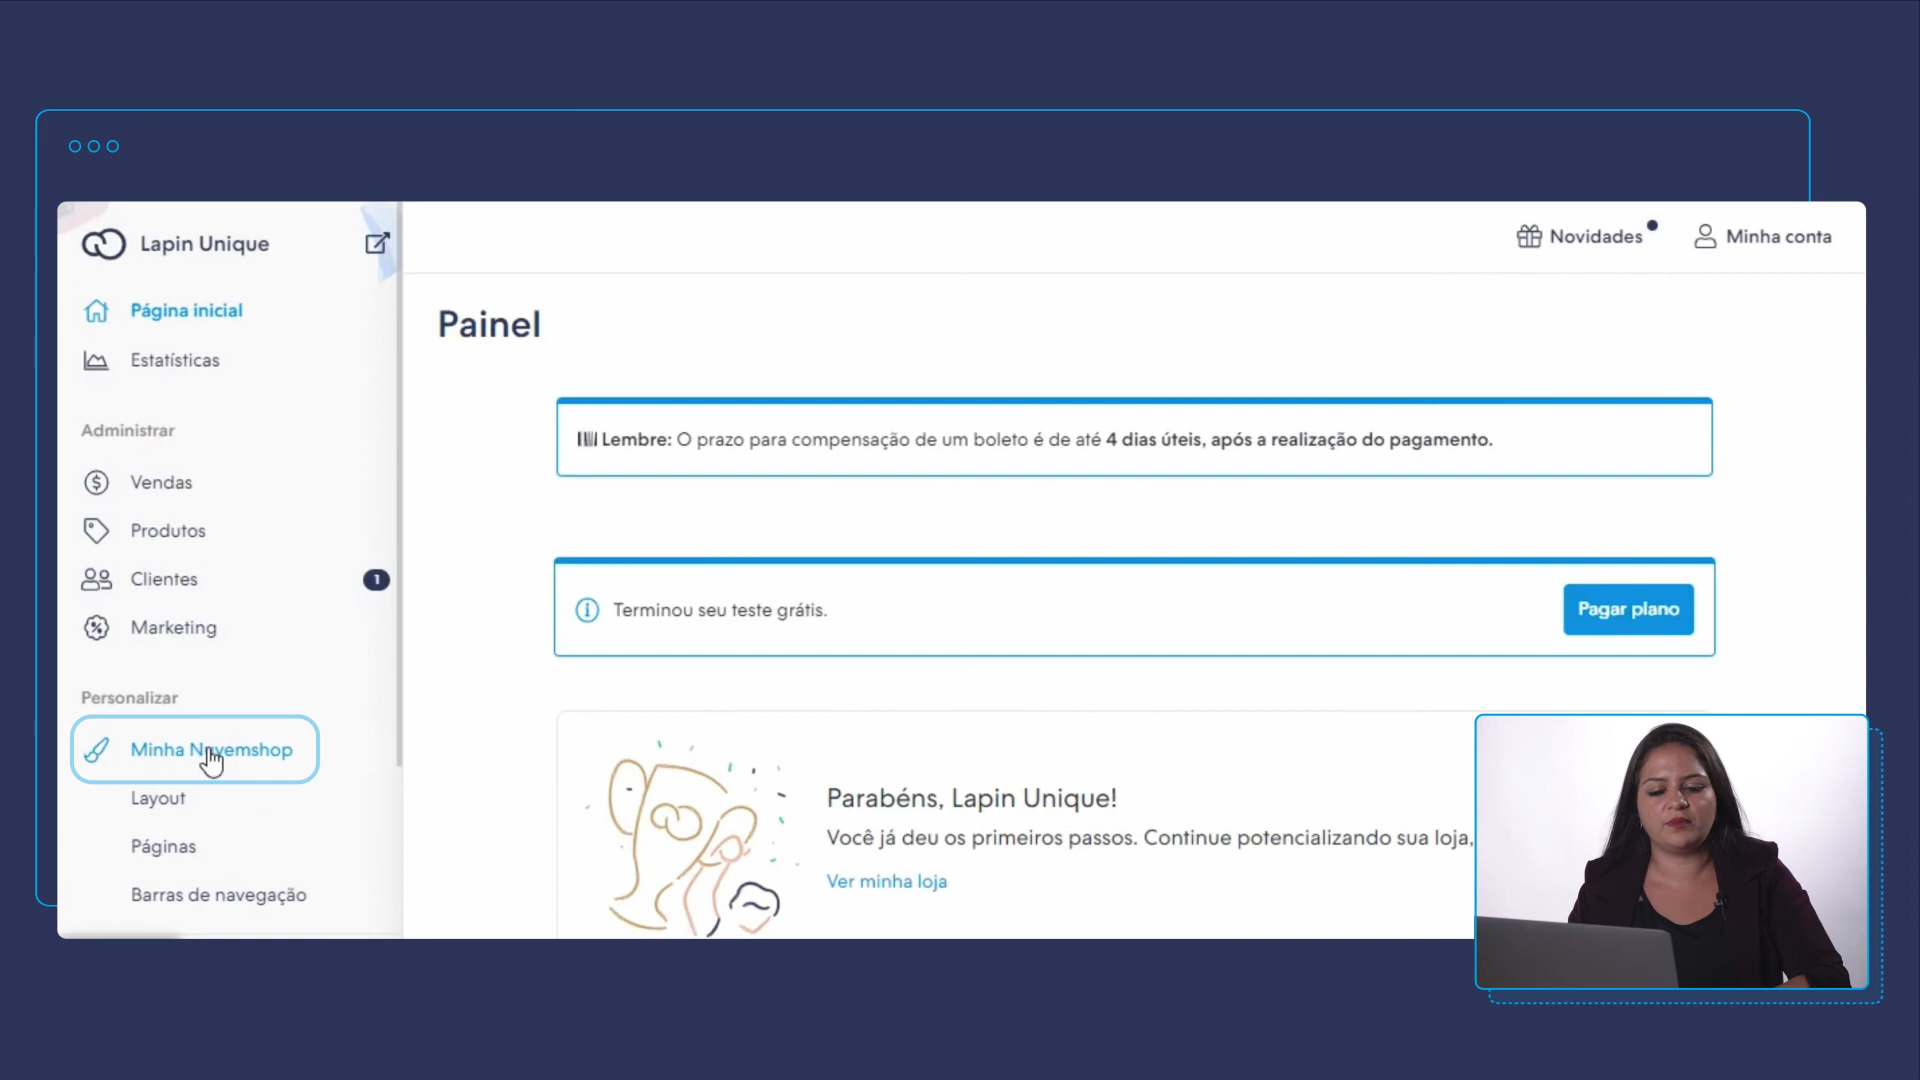 Lapin Unique
Página inicial
Estatísticas
Administrar
Vendas
Produtos
Clientes
1
Marketing
Personalizar
Minha Nuvemshop
Layout
Páginas
Barras de navegação
Novidades
Minha conta
Painel
Lembre: O prazo para compensação de um boleto é de até 4 dias úteis, após a realização do pagamento.
Terminou seu teste grátis.
Pagar plano
Parabéns, Lapin Unique!
Você já deu os primeiros passos. Continue potencializando sua loja,
Ver minha loja